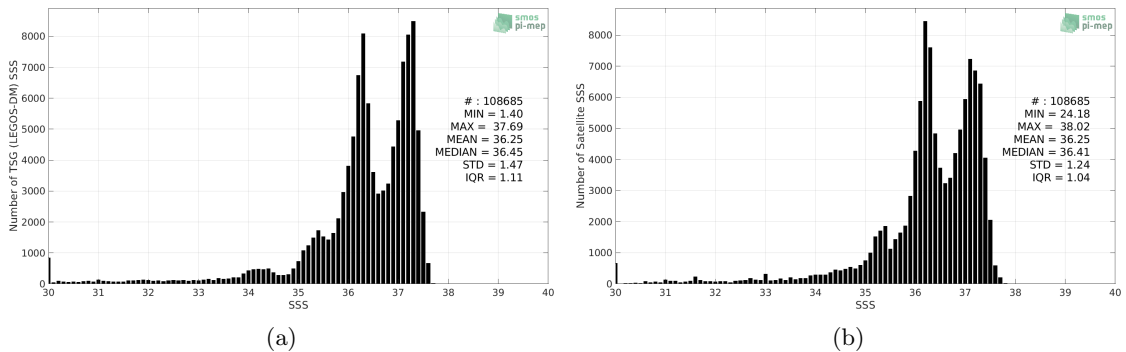 smos
pi-mep
Number of TSG (LEGOS-DM) SSS
8000
7000
6000
5000
4000
3000
2000
1000
0
# : 108685
MIN = 1.40
MAX = 37.69
MEAN = 36.25
MEDIAN = 36.45
STD = 1.47
IQR = 1.11
30 31 32 33 34 35 36 37 38 39 40
SSS
(a)
smos
pi-mep
Number of Satellite SSS
8000
7000
6000
5000
4000
3000
2000
1000
0
# : 108685
MIN = 24.18
MAX = 38.02
MEAN = 36.25
MEDIAN = 36.41
STD = 1.24
IQR = 1.04
30 31 32 33 34 35 36 37 38 39 40
SSS
(b)